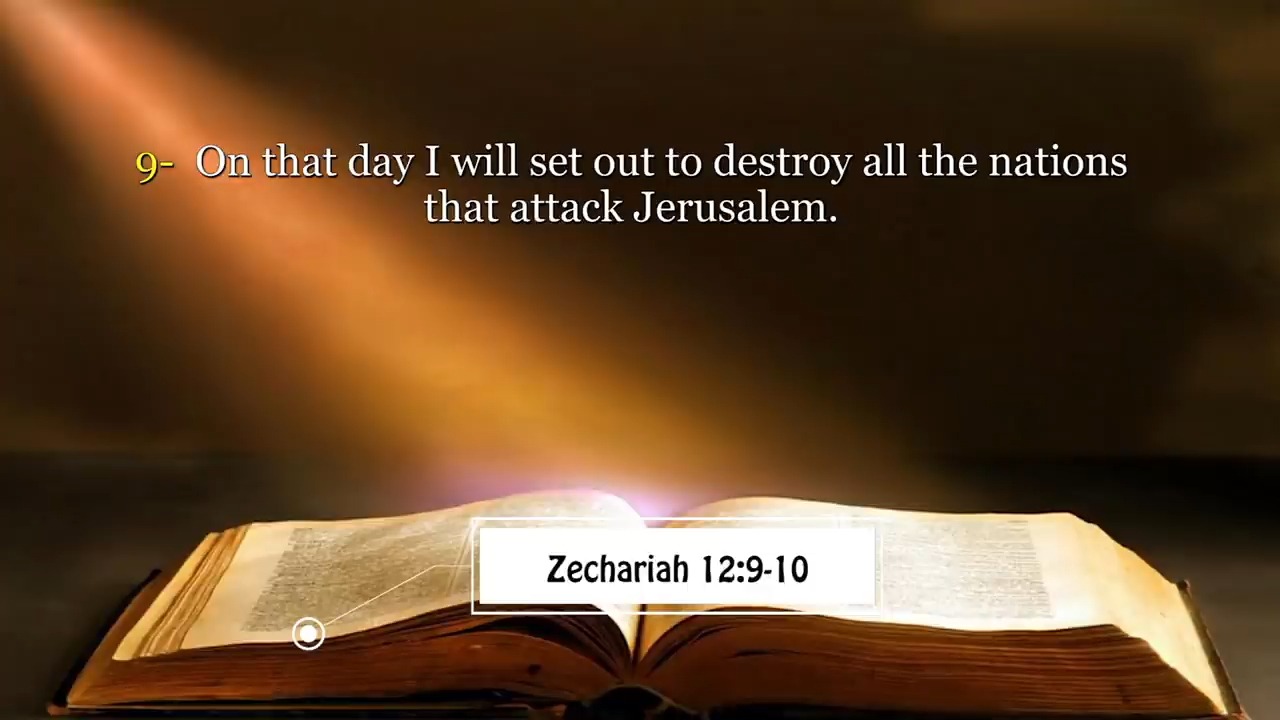 9- On that day I will set out to destroy all the nations
that attack Jerusalem.
Zechariah 12:9-10